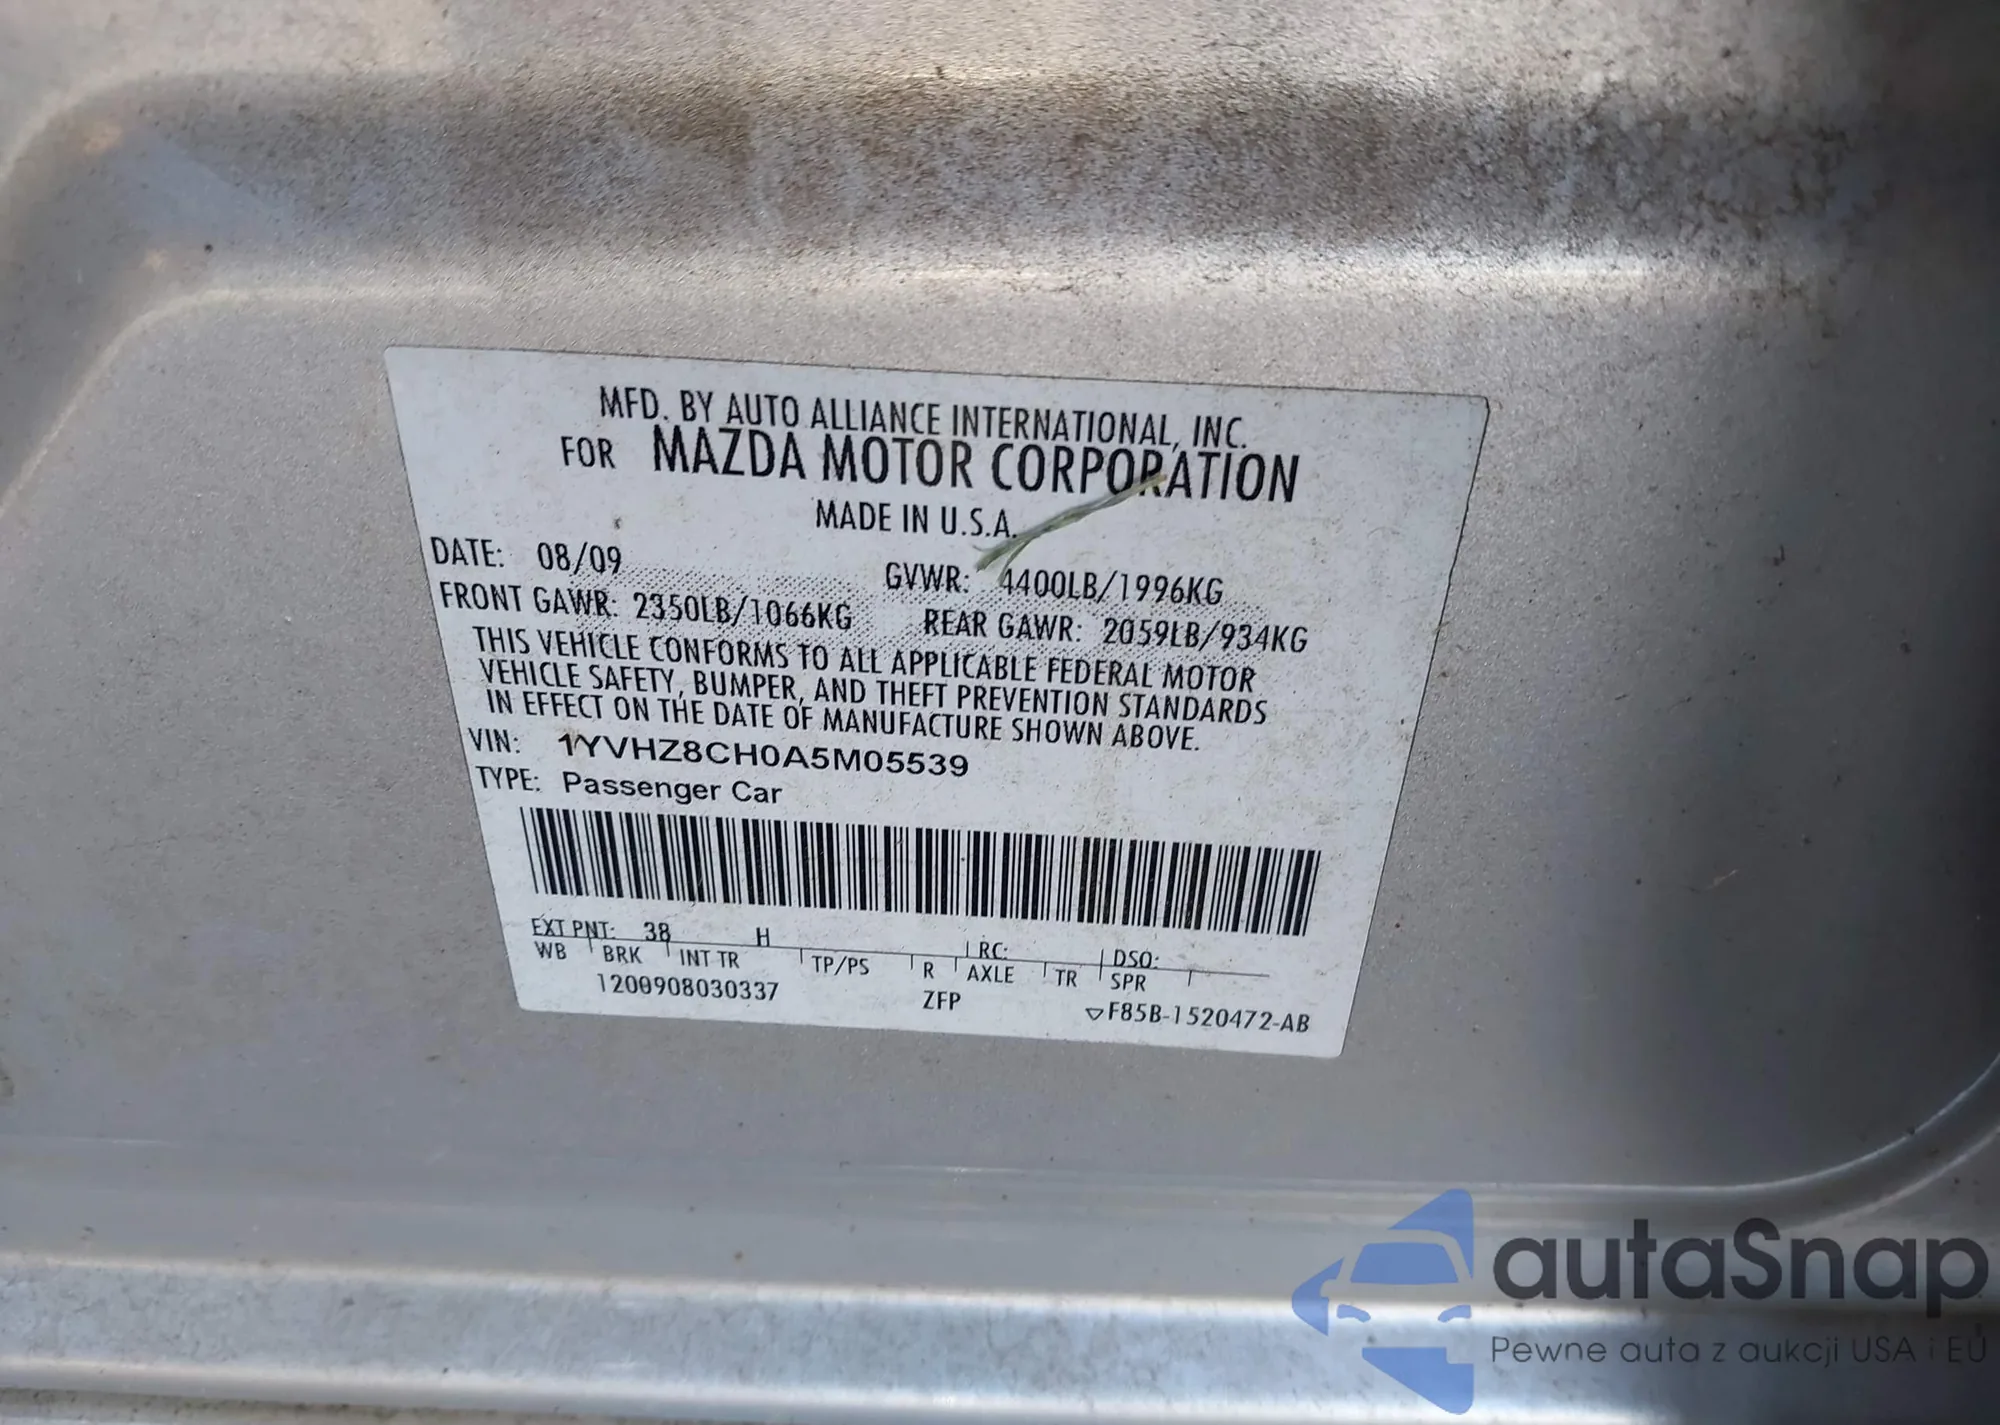 MFD. BY AUTO ALLIANCE INTERNATIONAL, INC.
FOR MAZDA MOTOR CORPORATION
MADE IN U.S.A.
DATE: 08/09 GVWR: 4400LB/1996KG
FRONT GAWR: 2350LB/1066KG REAR GAWR: 2059LB/934KG
THIS VEHICLE CONFORMS TO ALL APPLICABLE FEDERAL MOTOR
VEHICLE SAFETY, BUMPER, AND THEFT PREVENTION STANDARDS
IN EFFECT ON THE DATE OF MANUFACTURE SHOWN ABOVE.
VIN: 1YVHZ8CH0A5M05539
TYPE: Passenger Car
EXT PNT: 38 H RC: DSO:
WB BRK INT TR TP/PS R AXLE TR SPR
1200908030337 ZFP ▽F85B-1520472-AB
autaSnap
Pewne auta z aukcji USA i EU